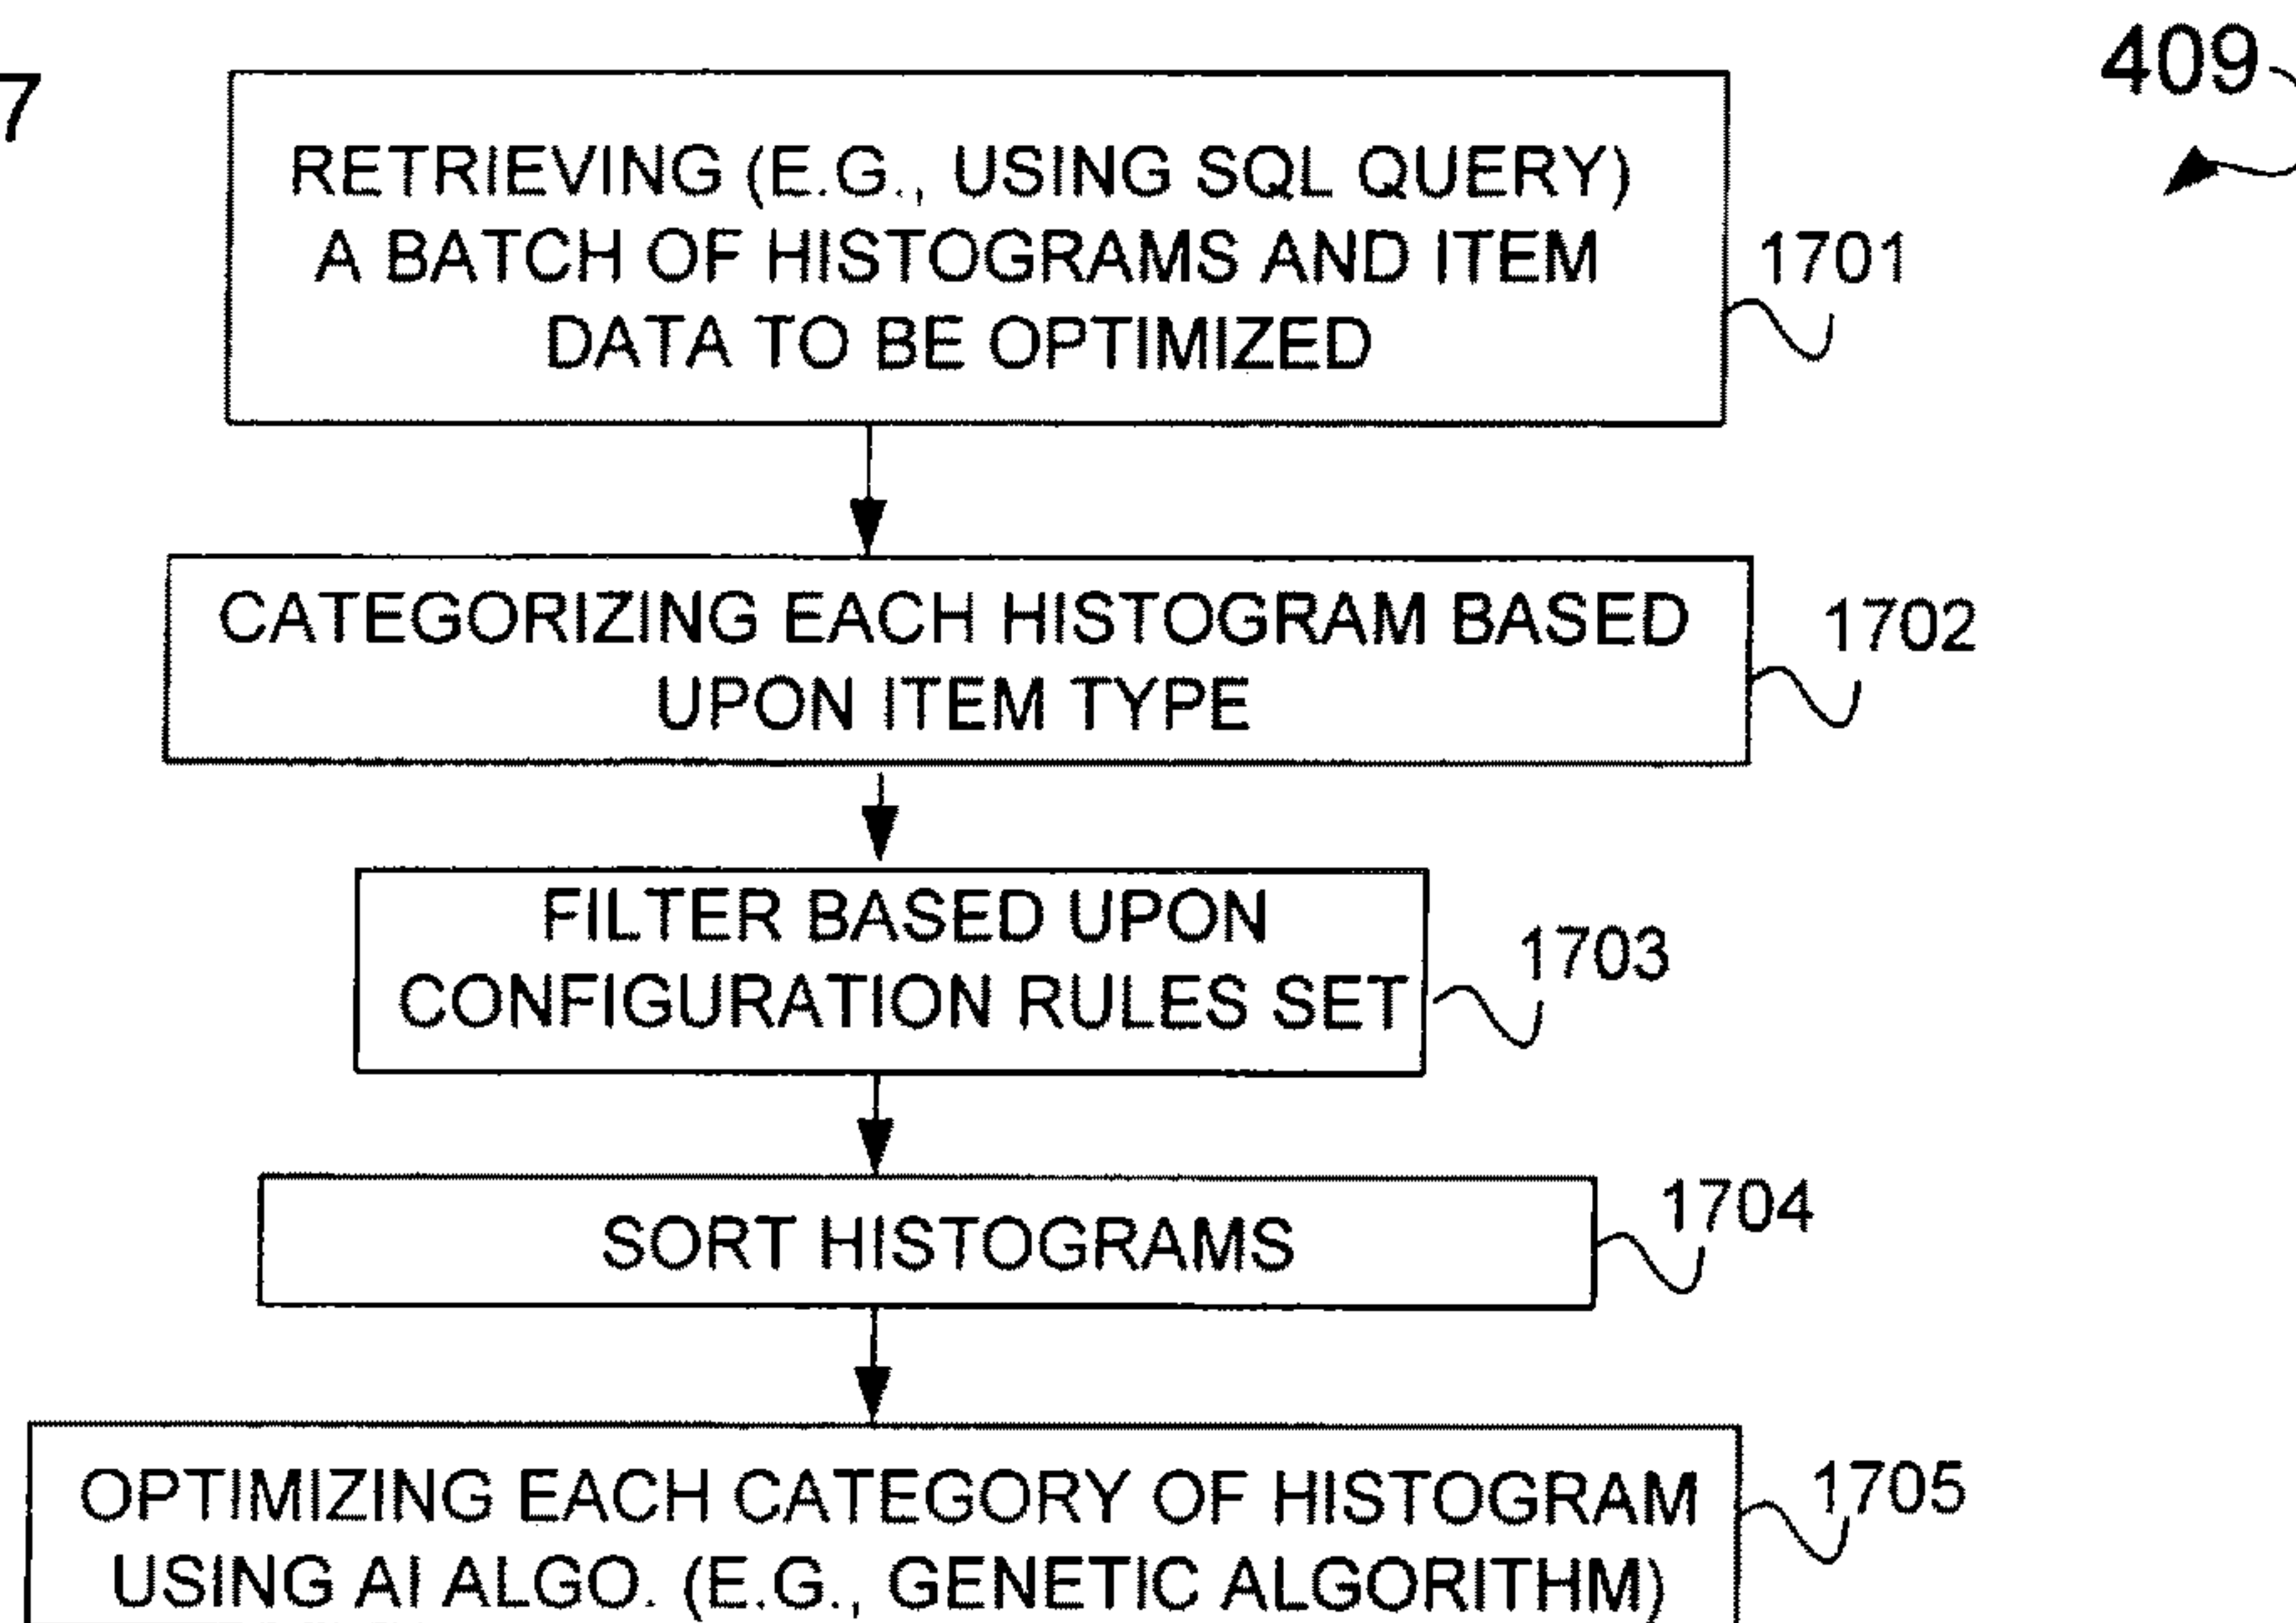 7
409
RETRIEVING (E.G., USING SQL QUERY)
A BATCH OF HISTOGRAMS AND ITEM
DATA TO BE OPTIMIZED
1701
CATEGORIZING EACH HISTOGRAM BASED
UPON ITEM TYPE
1702
FILTER BASED UPON
CONFIGURATION RULES SET
1703
SORT HISTOGRAMS
1704
OPTIMIZING EACH CATEGORY OF HISTOGRAM
USING AI ALGO. (E.G., GENETIC ALGORITHM)
1705